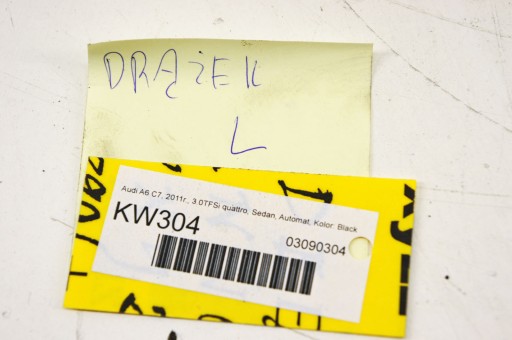 DRĄŻEK
L
Audi A6 C7, 2011r., 3.0TFSi quattro, Sedan, Automat, Kolor: Black
KW304
03090304